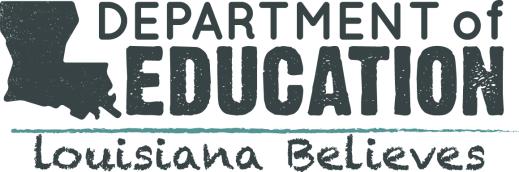 DEPARTMENT of
EDUCATION
Louisiana Believes